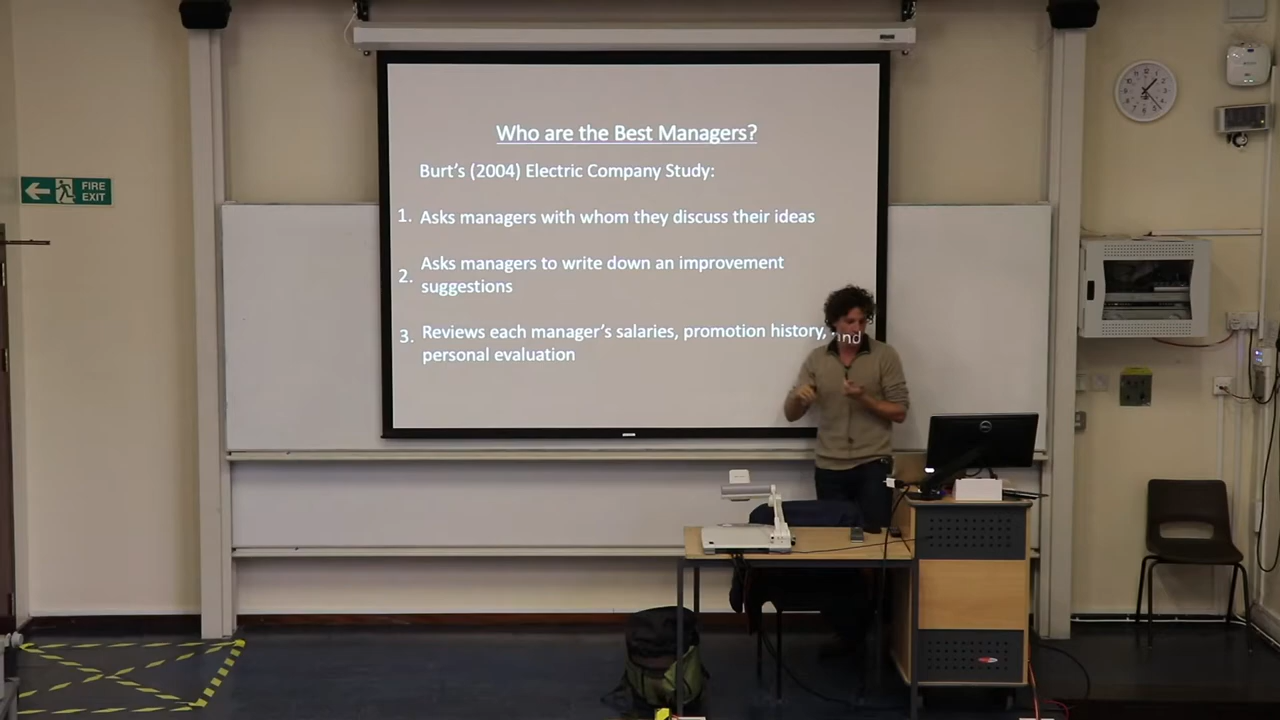 Who are the Best Managers?
Burt's (2004) Electric Company Study:
1. Asks managers with whom they discuss their ideas
2. Asks managers to write down an improvement
suggestions
3. Reviews each manager's salaries, promotion history, and
personal evaluation
FIRE
EXIT
DELL